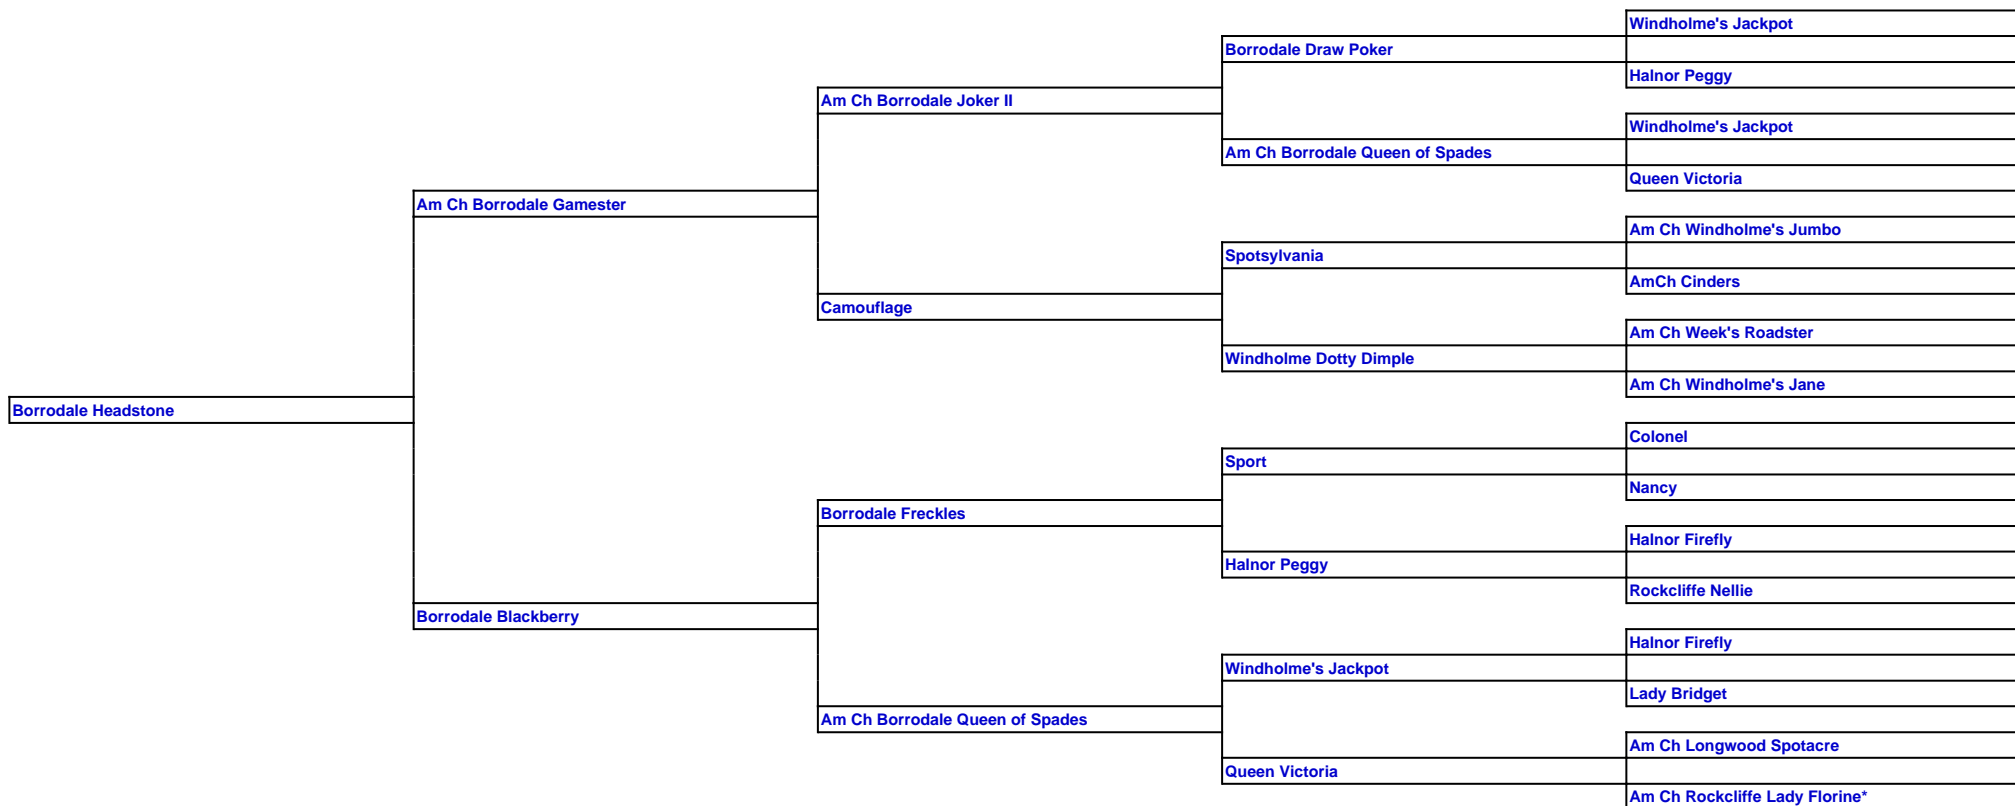 Windholme's Jackpot
Borrodale Draw Poker
Halnor Peggy
Am Ch Borrodale Joker II
Windholme's Jackpot
Am Ch Borrodale Queen of Spades
Queen Victoria
Am Ch Borrodale Gamester
Am Ch Windholme's Jumbo
Spotsylvania
AmCh Cinders
Camouflage
Am Ch Week's Roadster
Windholme Dotty Dimple
Am Ch Windholme's Jane
Borrodale Headstone
Colonel
Sport
Nancy
Borrodale Freckles
Halnor Firefly
Halnor Peggy
Rockcliffe Nellie
Borrodale Blackberry
Halnor Firefly
Windholme's Jackpot
Lady Bridget
Am Ch Borrodale Queen of Spades
Am Ch Longwood Spotacre
Queen Victoria
Am Ch Rockcliffe Lady Florine*